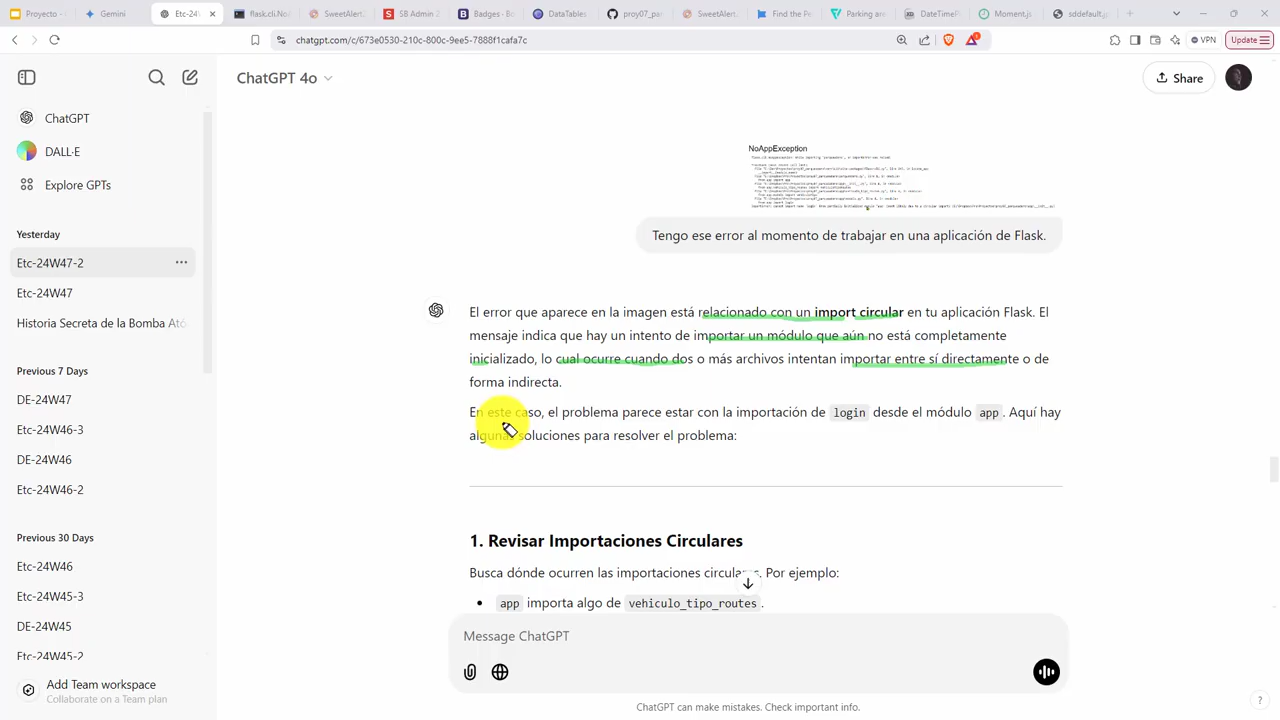 Proyecto -
Gemini
Etc-24\
flask.cli.No
SweetAlert2
SB Admin 2
Badges - Bo
DataTables
proy07_par
SweetAlert.
Find the Pe
Parking are
DateTimeP
Moment.js
sddefault.j
chatgpt.com/c/673e0530-210c-800c-9ee5-7888f1cafa7c
VPN
Update
ChatGPT 4o
Share
ChatGPT
DALL·E
Explore GPTs
Yesterday
Etc-24W47-2
Etc-24W47
Historia Secreta de la Bomba Ató
Previous 7 Days
DE-24W47
Etc-24W46-3
DE-24W46
Etc-24W46-2
Previous 30 Days
Etc-24W46
Etc-24W45-3
DE-24W45
Etc-24W45-2
Add Team workspace
Collaborate on a Team plan
NoAppException
Tengo ese error al momento de trabajar en una aplicación de Flask.
El error que aparece en la imagen está relacionado con un import circular en tu aplicación Flask. El
mensaje indica que hay un intento de importar un módulo que aún no está completamente
inicializado, lo cual ocurre cuando dos o más archivos intentan importar entre sí directamente o de
forma indirecta.
En este caso, el problema parece estar con la importación de login desde el módulo app. Aquí hay
algunas soluciones para resolver el problema:
1. Revisar Importaciones Circulares
Busca dónde ocurren las importaciones circulares. Por ejemplo:
• app importa algo de vehiculo_tipo_routes.
Message ChatGPT
ChatGPT can make mistakes. Check important info.
?